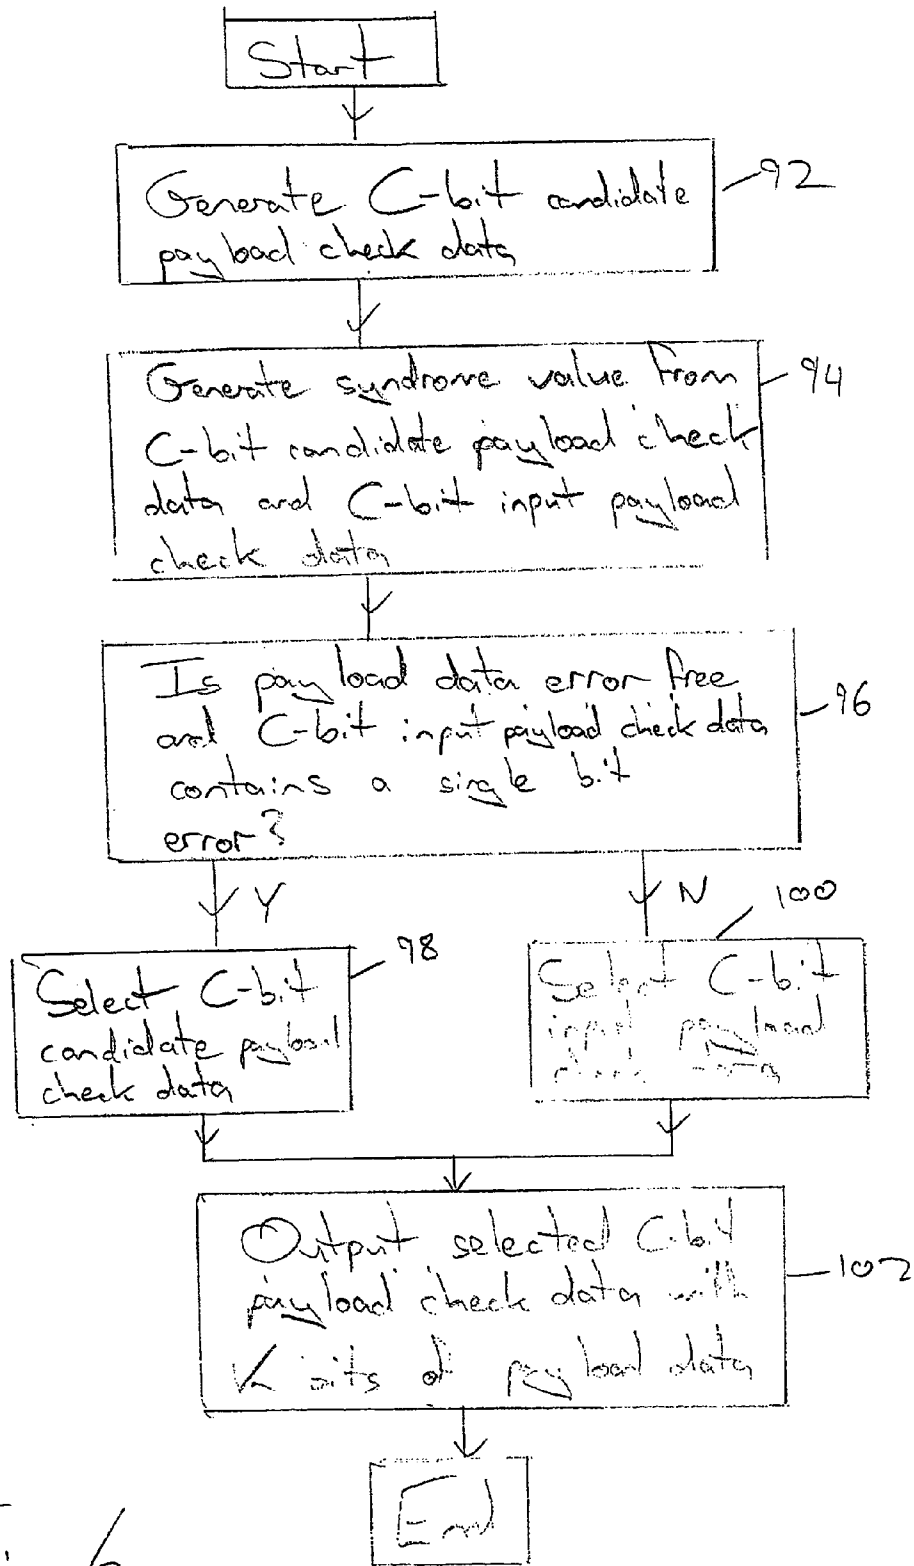 Start
Generate C-bit candidate
payload check data
92
Generate syndrome value from
C-bit candidate payload check
data and C-bit input payload
check data
94
Is payload data error free
and C-bit input payload check data
contains a single bit
error?
96
Y
N
Select C-bit
candidate payload
check data
98
Select C-bit
input payload
check data
100
Output selected C-bit
payload check data with
K bits of payload data
102
End
6